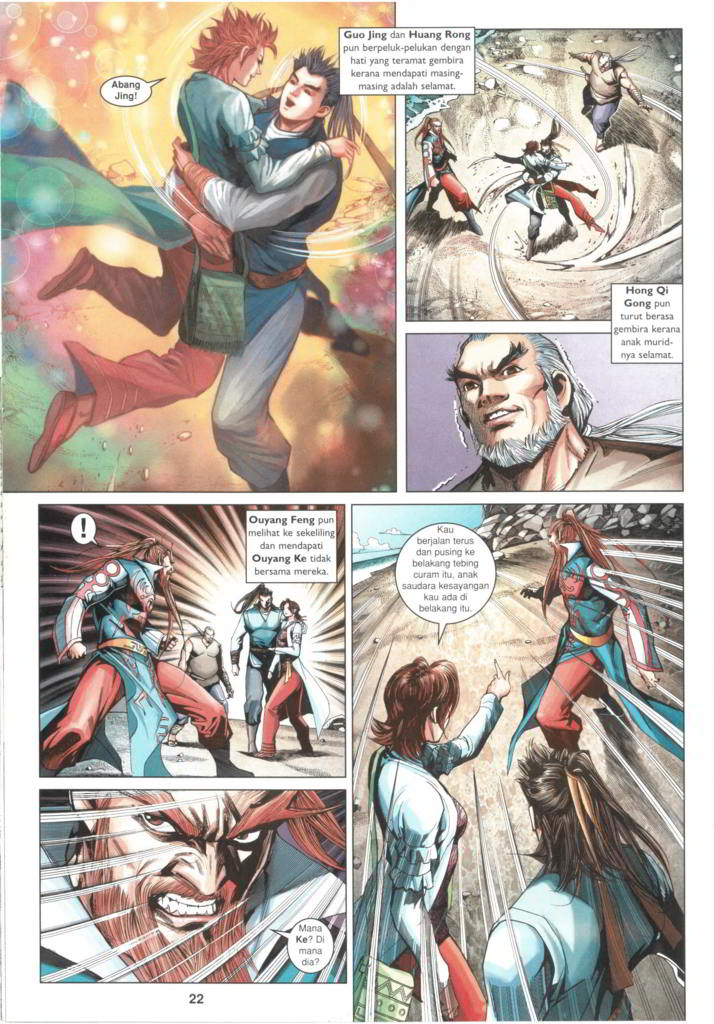 Abang
Jing!
Guo Jing dan Huang Rong
pun berpeluk-pelukan dengan
hati yang teramat gembira
kerana mendapati masing-
masing adalah selamat.
Hong Qi
Gong pun
turut berasa
gembira kerana
anak murid-
nya selamat.
!
Ouyang Feng pun
melihat ke sekeliling
dan mendapati
Ouyang Ke tidak
bersama mereka.
Mana
Ke? Di
mana
dia?
Kau
berjalan terus
dan pusing ke
belakang tebing
curam itu, anak
saudara kesayangan
kau ada di
belakang itu.
22